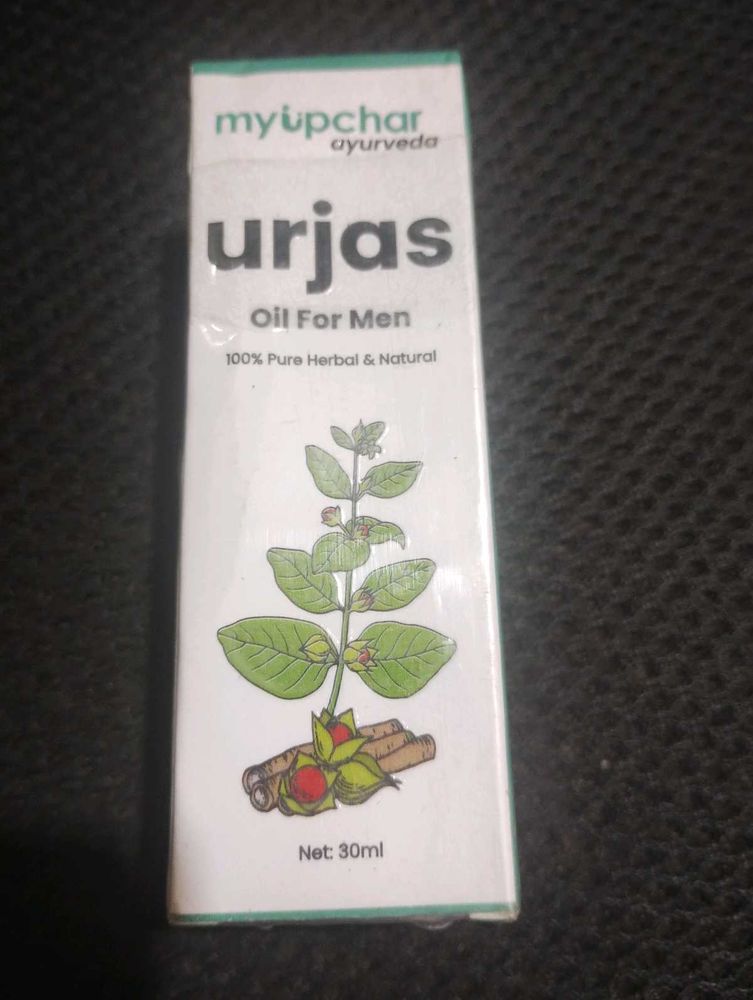 myUpchar
ayurveda
urjas
Oil For Men
100% Pure Herbal & Natural
Net: 30ml